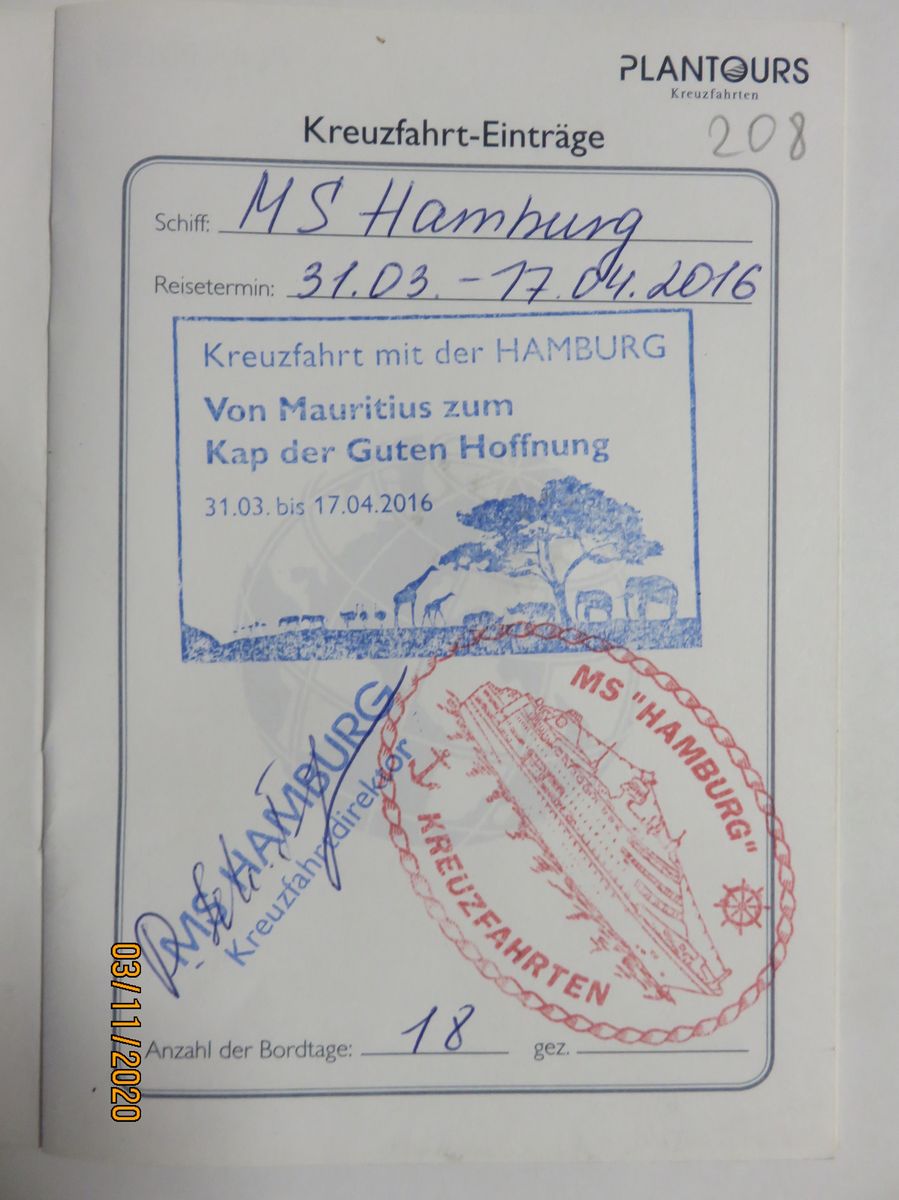 PLANTOURS
Kreuzfahrten
208
Kreuzfahrt-Einträge
Schiff: MS Hamburg
Reisetermin: 31.03. - 17.04.2016
Kreuzfahrt mit der HAMBURG
Von Mauritius zum
Kap der Guten Hoffnung
31.03. bis 17.04.2016
MS "HAMBURG"
KREUZFAHRTEN
MS HAMBURG
Kreuzfahrtdirektor
Anzahl der Bordtage: 18 gez.
03/11/2020